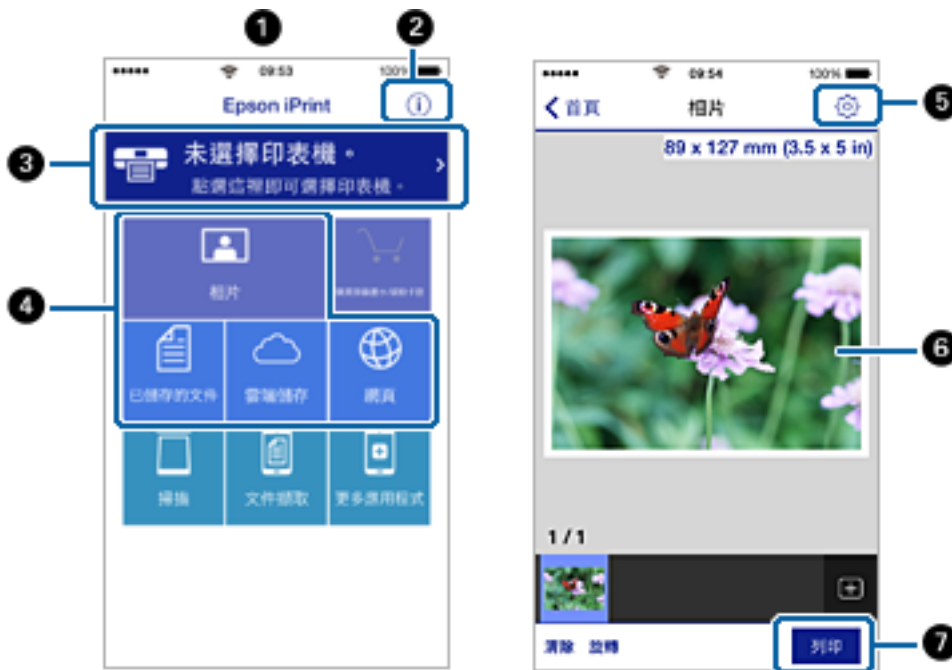 1
2
09:53
100%
Epson iPrint
3
未選擇印表機。
點選這裡即可選擇印表機。
4
相片
已儲存的文件
雲端儲存
網頁
掃描
文件擷取
更多應用程式
09:54
100%
首頁
相片
5
89 x 127 mm (3.5 x 5 in)
6
1 / 1
清除 旋轉
列印
7